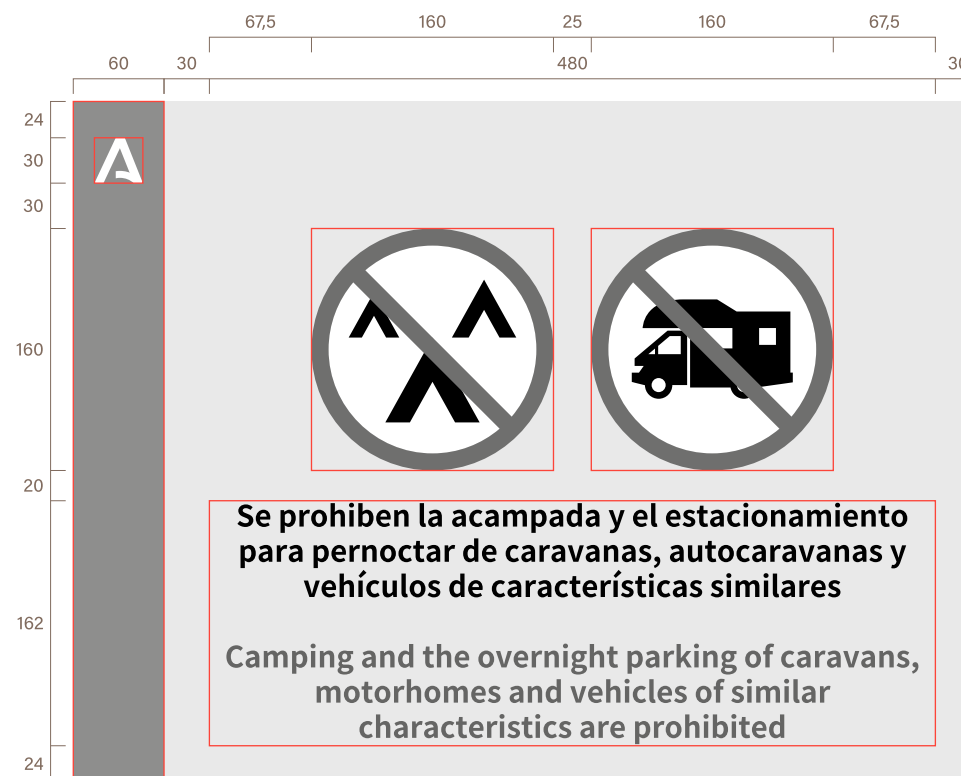 67,5 160 25 160 67,5
60 30 480
24
30
30
160
20
Se prohiben la acampada y el estacionamiento
para pernoctar de caravanas, autocaravanas y
vehículos de características similares
162
Camping and the overnight parking of caravans,
motorhomes and vehicles of similar
characteristics are prohibited
24